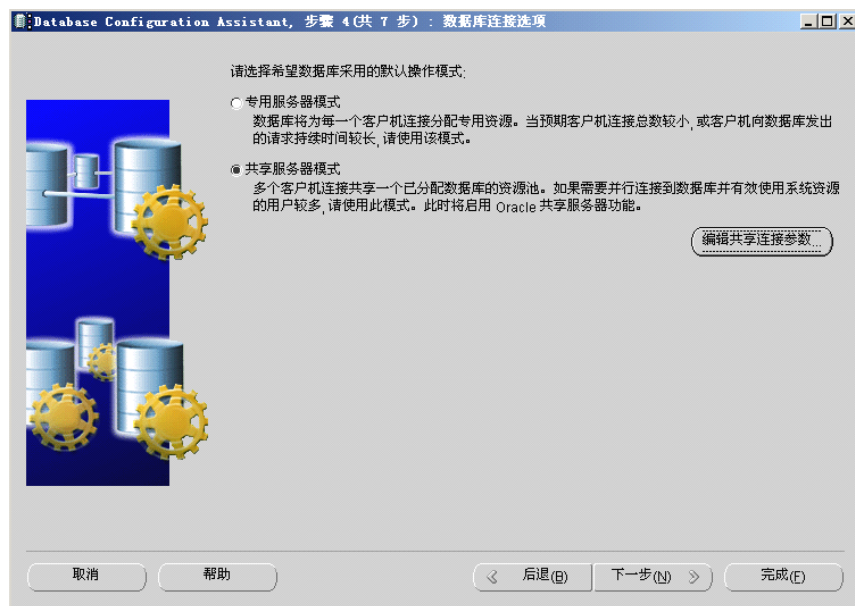 Database Configuration Assistant, 步骤 4(共 7 步) : 数据库连接选项
请选择希望数据库采用的默认操作模式:
专用服务器模式
数据库将为每一个客户机连接分配专用资源。当预期客户机连接总数较小, 或客户机向数据库发出
的请求持续时间较长, 请使用该模式。
共享服务器模式
多个客户机连接共享一个已分配数据库的资源池。如果需要并行连接到数据库并有效使用系统资源
的用户较多, 请使用此模式。此时将启用 Oracle 共享服务器功能。
编辑共享连接参数...
取消 帮助 后退(B) 下一步(N) 完成(F)